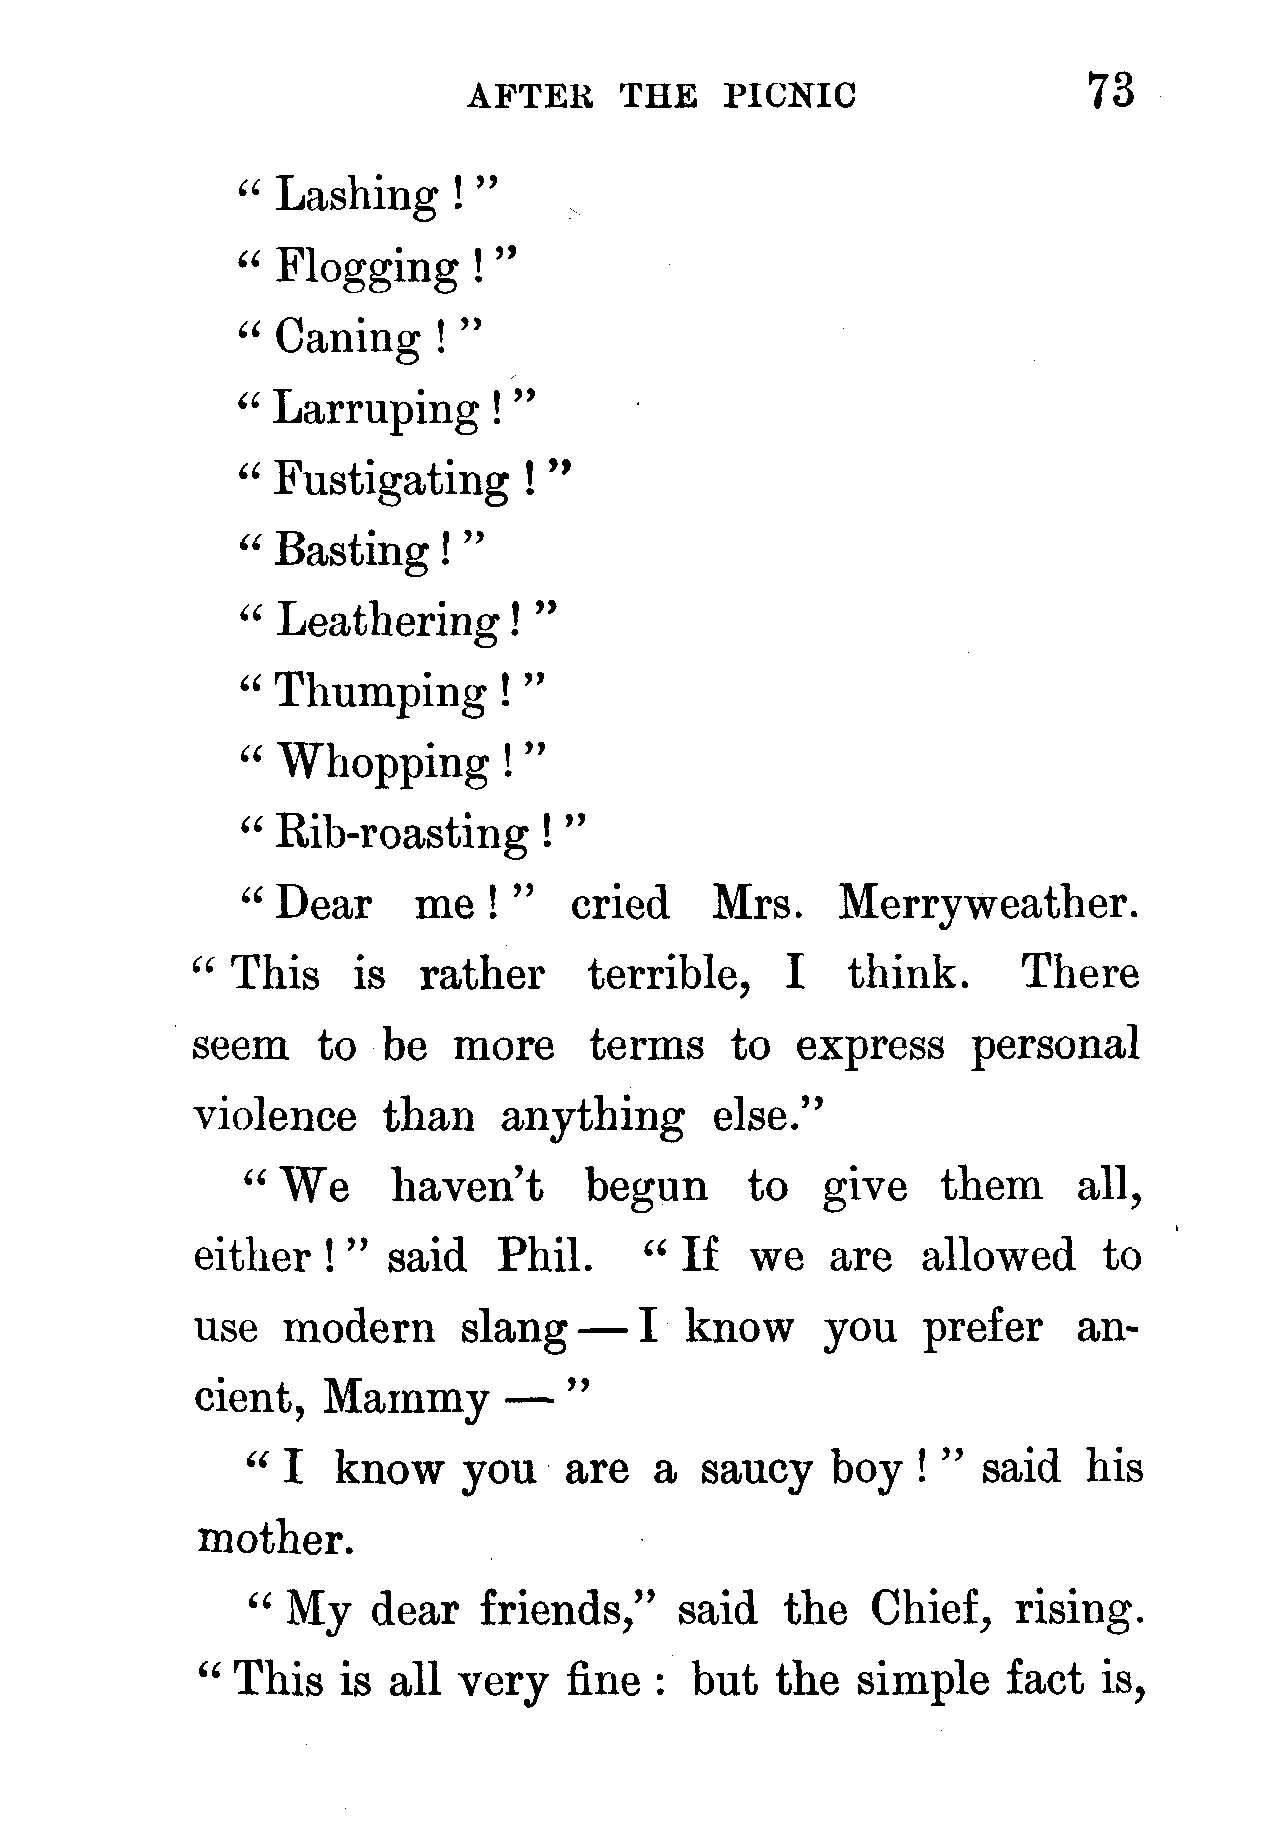 AFTER THE PICNIC 73
“ Lashing ! ”
“ Flogging ! ”
“ Caning ! ”
“ Larruping ! ”
“ Fustigating ! ”
“ Basting ! ”
“ Leathering ! ”
“ Thumping ! ”
“ Whopping ! ”
“ Rib-roasting ! ”
“ Dear me ! ” cried Mrs. Merryweather.
“ This is rather terrible, I think. There
seem to be more terms to express personal
violence than anything else.”
“ We haven’t begun to give them all,
either ! ” said Phil. “ If we are allowed to
use modern slang — I know you prefer an-
cient, Mammy — ”
“ I know you are a saucy boy ! ” said his
mother.
“ My dear friends,” said the Chief, rising.
“ This is all very fine : but the simple fact is,